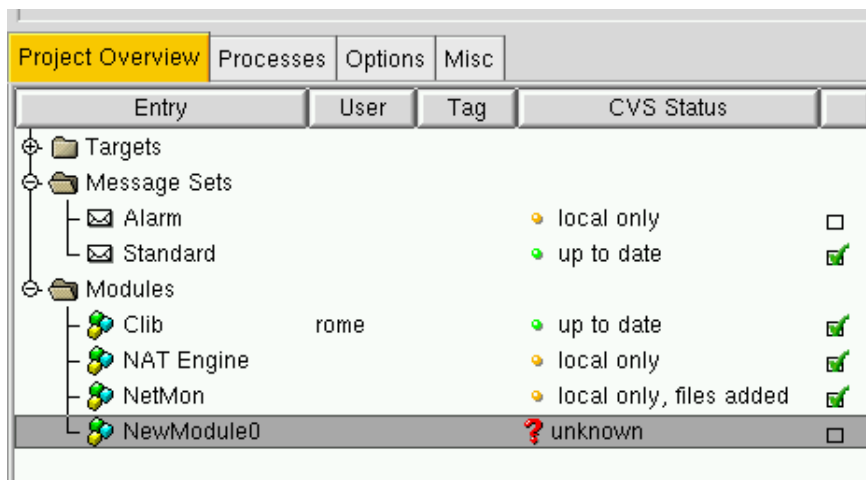 Project Overview Processes Options Misc
Entry User Tag CVS Status
Targets
Message Sets
Alarm local only
Standard up to date
Modules
Clib rome up to date
NAT Engine local only
NetMon local only, files added
NewModule0 unknown